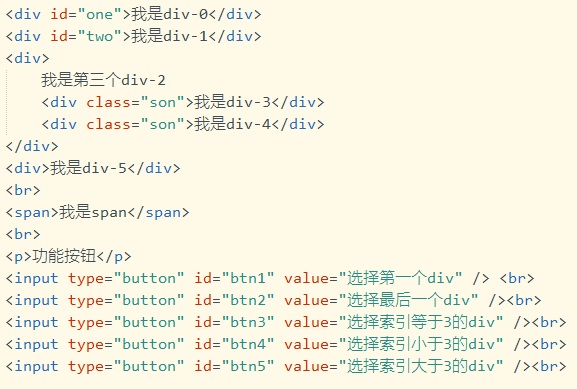 <div id="one">我是div-0</div>
<div id="two">我是div-1</div>
<div>
    我是第三个div-2
    <div class="son">我是div-3</div>
    <div class="son">我是div-4</div>
</div>
<div>我是div-5</div>
<br>
<span>我是span</span>
<br>
<p>功能按钮</p>
<input type="button" id="btn1" value="选择第一个div" /> <br>
<input type="button" id="btn2" value="选择最后一个div" /><br>
<input type="button" id="btn3" value="选择索引等于3的div" /><br>
<input type="button" id="btn4" value="选择索引小于3的div" /><br>
<input type="button" id="btn5" value="选择索引大于3的div" /><br>